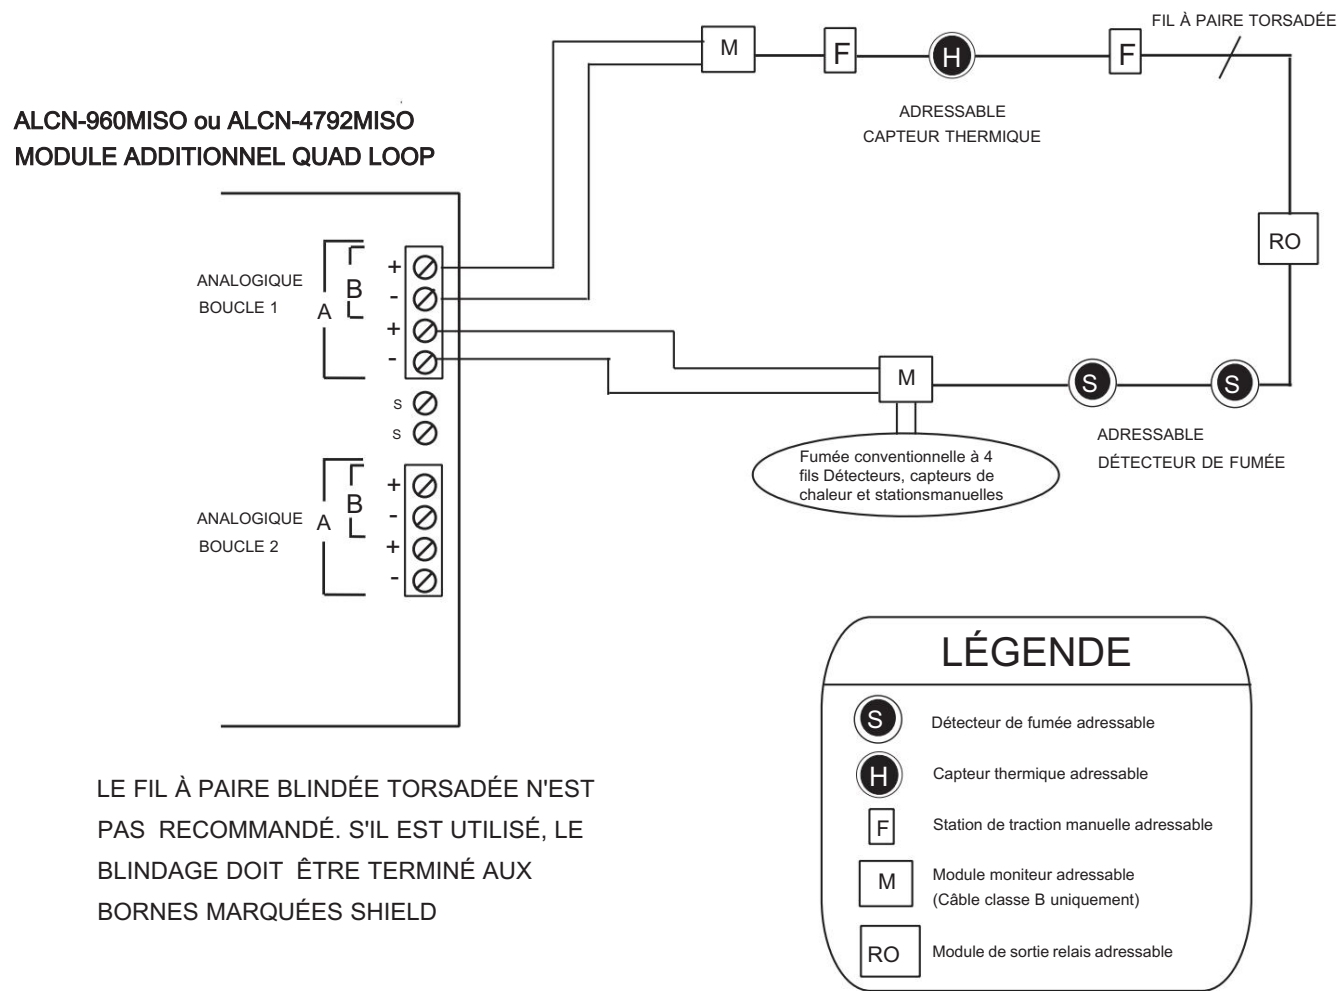 FIL À PAIRE TORSADÉE
M
F
H
F
ADRESSABLE
CAPTEUR THERMIQUE
ALCN-960MISO ou ALCN-4792MISO
MODULE ADDITIONNEL QUAD LOOP
RO
ANALOGIQUE
BOUCLE 1
A
B
+
-
+
-
S
S
M
S
S
ADRESSABLE
DÉTECTEUR DE FUMÉE
Fumée conventionnelle à 4
fils Détecteurs, capteurs de
chaleur et stationsmanuelles
ANALOGIQUE
BOUCLE 2
A
B
+
-
+
-
LE FIL À PAIRE BLINDÉE TORSADÉE N'EST
PAS RECOMMANDÉ. S'IL EST UTILISÉ, LE
BLINDAGE DOIT ÊTRE TERMINÉ AUX
BORNES MARQUÉES SHIELD
LÉGENDE
S Détecteur de fumée adressable
H Capteur thermique adressable
F Station de traction manuelle adressable
M Module moniteur adressable
(Câble classe B uniquement)
RO Module de sortie relais adressable